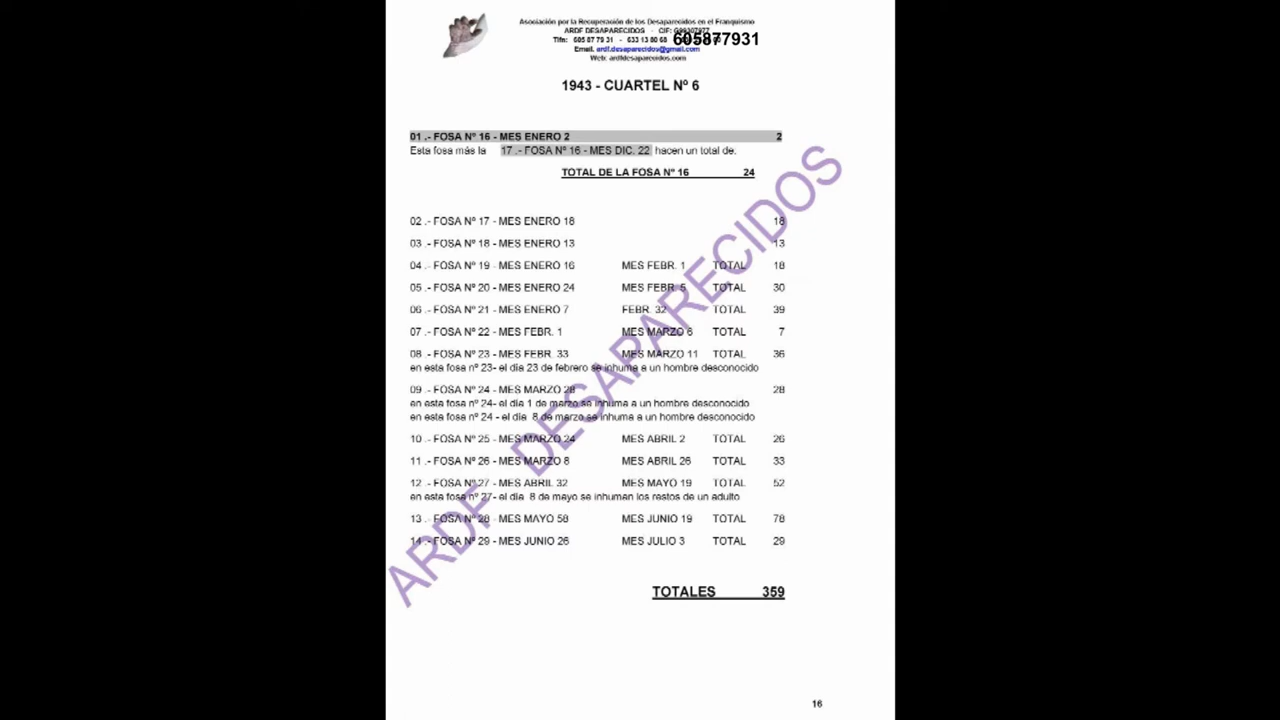 Asociación por la Recuperación de los Desaparecidos en el Franquismo
ARDF DESAPARECIDOS - CIF:
Tlfn: 605 87 79 31 - 633 13 80 68
605877931
Email. ardf.desaparecidos@gmail.com
Web: ardfdesaparecidos.com
1943 - CUARTEL Nº 6
01 .- FOSA Nº 16 - MES ENERO 2 2
Esta fosa más la 17 .- FOSA Nº 16 - MES DIC. 22 hacen un total de:
TOTAL DE LA FOSA Nº 16 24
02 .- FOSA Nº 17 - MES ENERO 18 18
03 .- FOSA Nº 18 - MES ENERO 13 13
04 .- FOSA Nº 19 - MES ENERO 16 MES FEBR. 1 TOTAL 18
05 .- FOSA Nº 20 - MES ENERO 24 MES FEBR. 5 TOTAL 30
06 .- FOSA Nº 21 - MES ENERO 7 FEBR. 32 TOTAL 39
07 .- FOSA Nº 22 - MES FEBR. 1 MES MARZO 6 TOTAL 7
08 .- FOSA Nº 23 - MES FEBR. 33 MES MARZO 11 TOTAL 36
en esta fosa nº 23- el día 23 de febrero se inhuma a un hombre desconocido
09 .- FOSA Nº 24 - MES MARZO 28 28
en esta fosa nº 24- el día 1 de marzo se inhuma a un hombre desconocido
en esta fosa nº 24 - el día 8 de marzo se inhuma a un hombre desconocido
10 .- FOSA Nº 25 - MES MARZO 24 MES ABRIL 2 TOTAL 26
11 .- FOSA Nº 26 - MES MARZO 8 MES ABRIL 26 TOTAL 33
12 .- FOSA Nº 27 - MES ABRIL 32 MES MAYO 19 TOTAL 52
en esta fosa nº 27- el día 8 de mayo se inhuman los restos de un adulto
13 .- FOSA Nº 28 - MES MAYO 58 MES JUNIO 19 TOTAL 78
14 .- FOSA Nº 29 - MES JUNIO 26 MES JULIO 3 TOTAL 29
TOTALES 359
ARDF DESAPARECIDOS
16